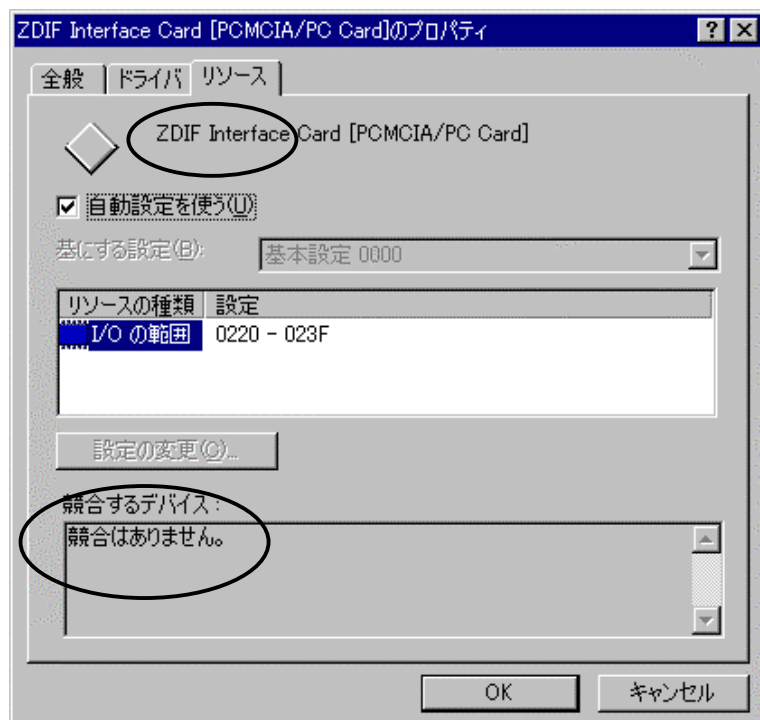 ZDIF Interface Card [PCMCIA/PC Card]のプロパティ
全般 ドライバ リソース
ZDIF Interface Card [PCMCIA/PC Card]
自動設定を使う(U)
基にする設定(B): 基本設定 0000
リソースの種類 設定
I/O の範囲 0220 - 023F
設定の変更(C)...
競合するデバイス:
競合はありません。
OK キャンセル